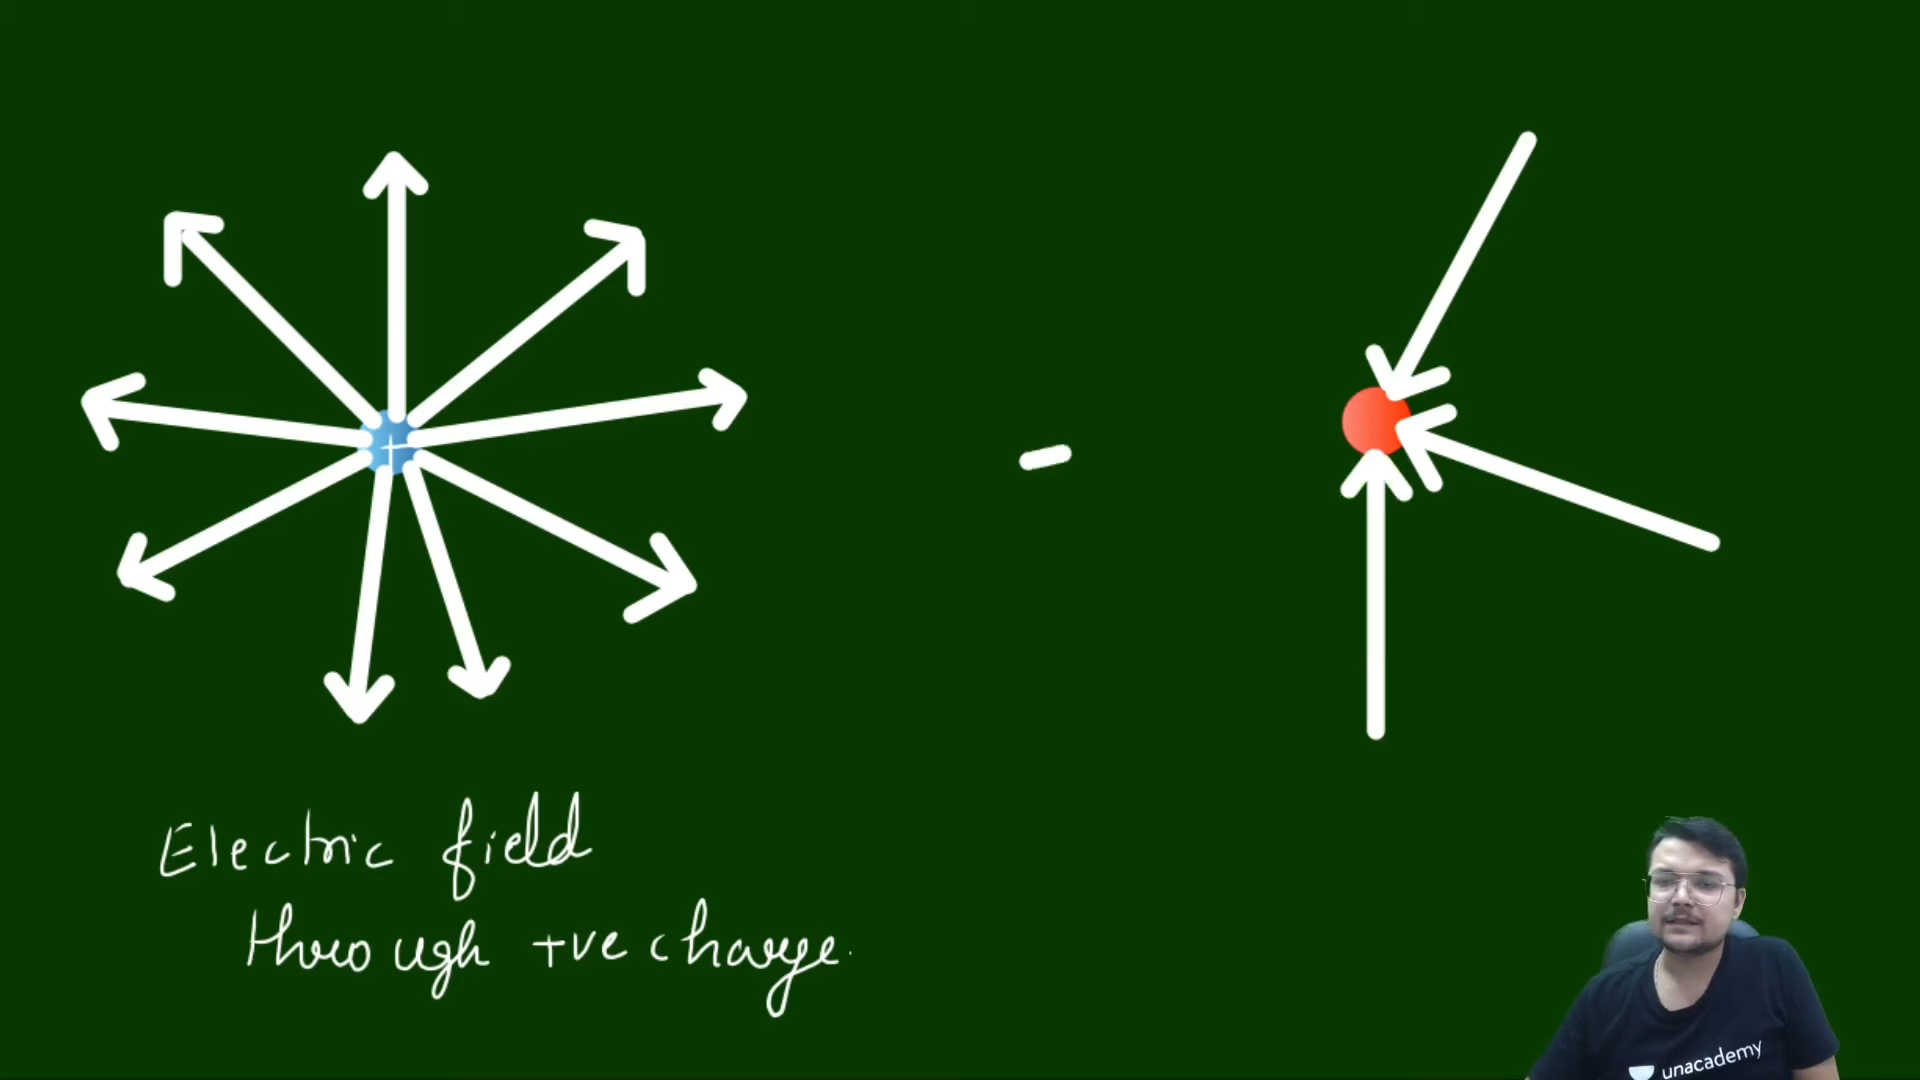 +
-
Electric field
through +ve charge.
unacademy